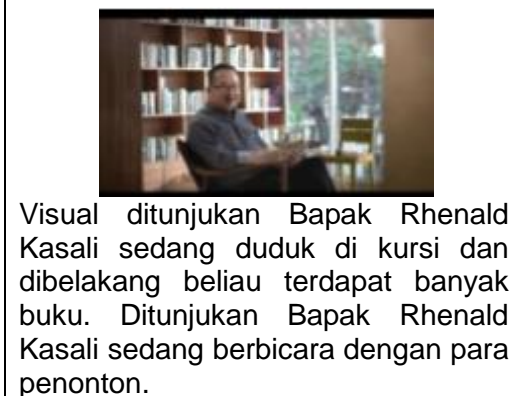 Visual ditunjukan Bapak Rhenald
Kasali sedang duduk di kursi dan
dibelakang beliau terdapat banyak
buku. Ditunjukan Bapak Rhenald
Kasali sedang berbicara dengan para
penonton.